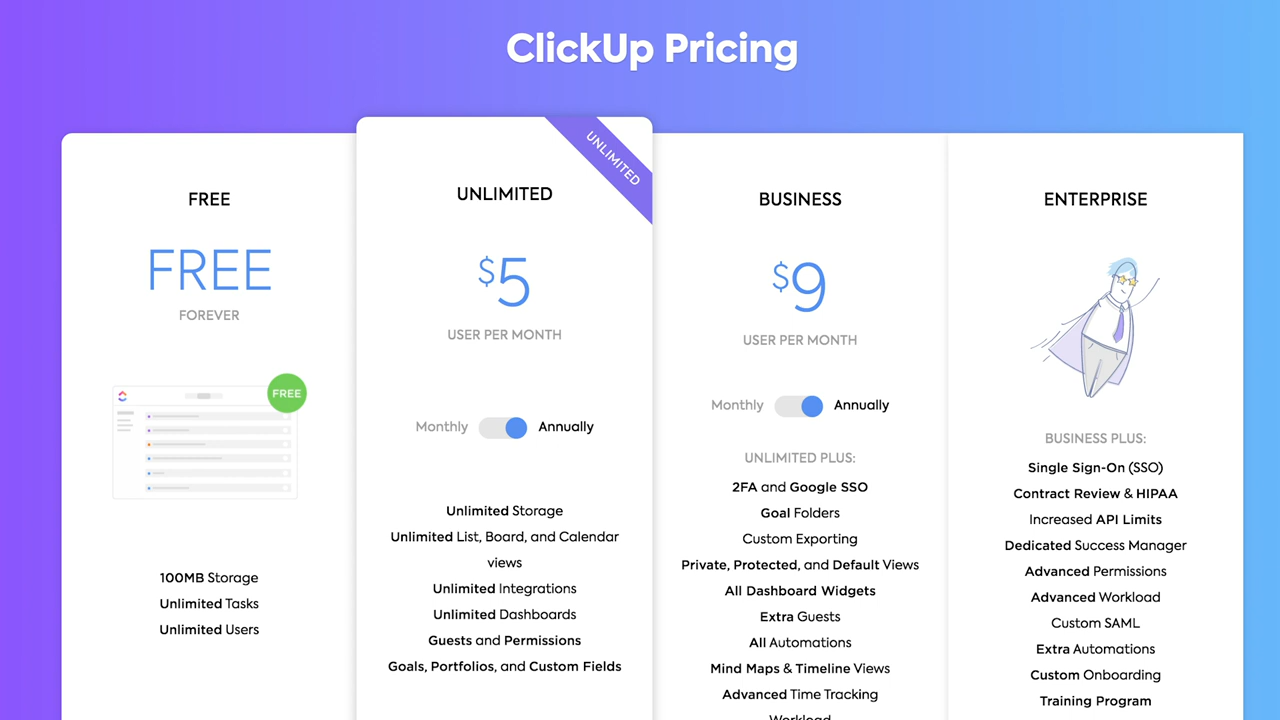 ClickUp Pricing
FREE
FREE
FOREVER
FREE
100MB Storage
Unlimited Tasks
Unlimited Users
UNLIMITED
UNLIMITED
$5
USER PER MONTH
Monthly Annually
Unlimited Storage
Unlimited List, Board, and Calendar
views
Unlimited Integrations
Unlimited Dashboards
Guests and Permissions
Goals, Portfolios, and Custom Fields
BUSINESS
$9
USER PER MONTH
Monthly Annually
UNLIMITED PLUS:
2FA and Google SSO
Goal Folders
Custom Exporting
Private, Protected, and Default Views
All Dashboard Widgets
Extra Guests
All Automations
Mind Maps & Timeline Views
Advanced Time Tracking
Workload
ENTERPRISE
BUSINESS PLUS:
Single Sign-On (SSO)
Contract Review & HIPAA
Increased API Limits
Dedicated Success Manager
Advanced Permissions
Advanced Workload
Custom SAML
Extra Automations
Custom Onboarding
Training Program